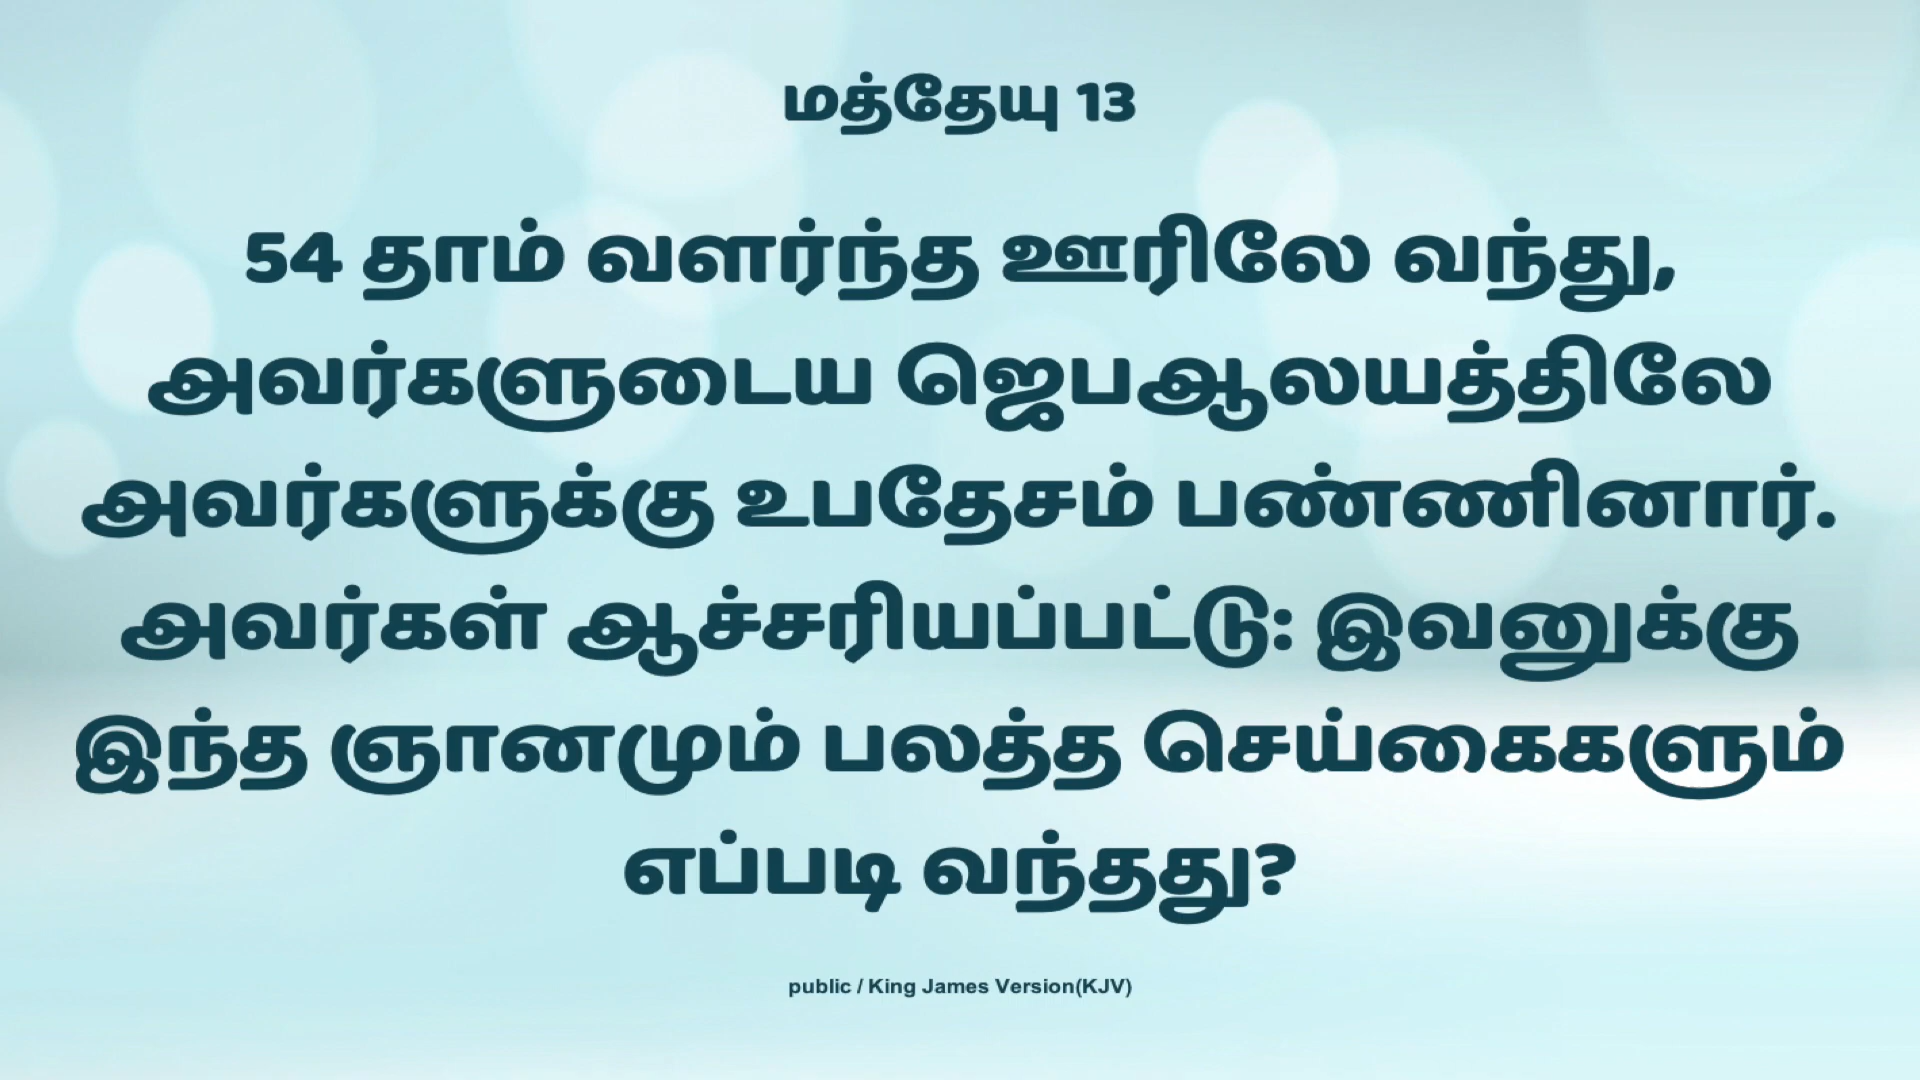 மத்தேயு 13
54 தாம் வளர்ந்த ஊரிலே வந்து,
அவர்களுடைய ஜெபஆலயத்திலே
அவர்களுக்கு உபதேசம் பண்ணினார்.
அவர்கள் ஆச்சரியப்பட்டு: இவனுக்கு
இந்த ஞானமும் பலத்த செய்கைகளும்
எப்படி வந்தது?
public / King James Version(KJV)